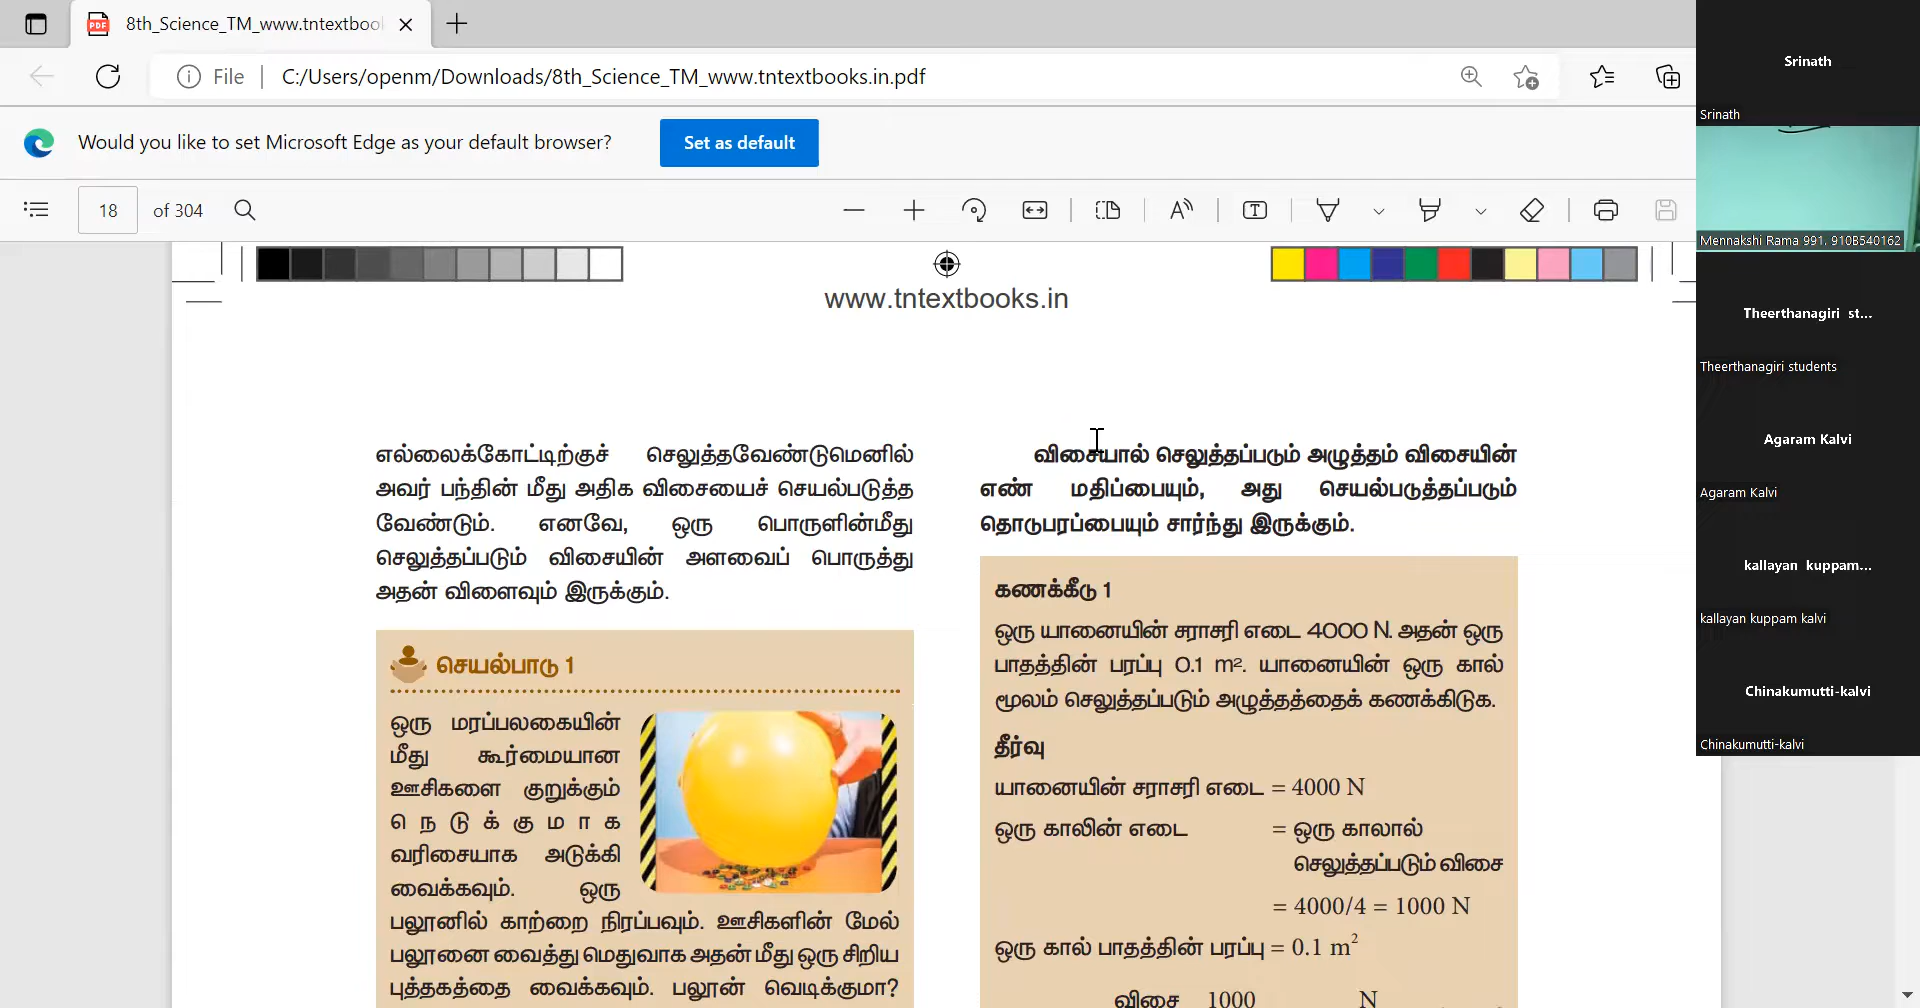 8th_Science_TM_www.tntextboo
File
C:/Users/openm/Downloads/8th_Science_TM_www.tntextbooks.in.pdf
Would you like to set Microsoft Edge as your default browser?
Set as default
18 of 304
www.tntextbooks.in
எல்லைக்கோட்டிற்குச் செலுத்தவேண்டுமெனில்
அவர் பந்தின் மீது அதிக விசையைச் செயல்படுத்த
வேண்டும். எனவே, ஒரு பொருளின்மீது
செலுத்தப்படும் விசையின் அளவைப் பொருத்து
அதன் விளைவும் இருக்கும்.
செயல்பாடு 1
ஒரு மரப்பலகையின்
மீது கூர்மையான
ஊசிகளை குறுக்கும்
நெடுக்குமாக
வரிசையாக அடுக்கி
வைக்கவும். ஒரு
பலூனில் காற்றை நிரப்பவும். ஊசிகளின் மேல்
பலூனை வைத்து மெதுவாக அதன் மீது ஒரு சிறிய
புத்தகத்தை வைக்கவும். பலூன் வெடிக்குமா?
விசையால் செலுத்தப்படும் அழுத்தம் விசையின்
எண் மதிப்பையும், அது செயல்படுத்தப்படும்
தொடுபரப்பையும் சார்ந்து இருக்கும்.
கணக்கீடு 1
ஒரு யானையின் சராசரி எடை 4000 N. அதன் ஒரு
பாதத்தின் பரப்பு 0.1 m². யானையின் ஒரு கால்
மூலம் செலுத்தப்படும் அழுத்தத்தைக் கணக்கிடுக.
தீர்வு
யானையின் சராசரி எடை = 4000 N
ஒரு காலின் எடை = ஒரு காலால்
செலுத்தப்படும் விசை
= 4000/4 = 1000 N
ஒரு கால் பாதத்தின் பரப்பு = 0.1 m²
விசை 1000 N
Srinath
Srinath
Mennakshi Rama 991. 910B540162
Theerthanagiri st...
Theerthanagiri students
Agaram Kalvi
Agaram Kalvi
kallayan kuppam...
kallayan kuppam kalvi
Chinakumutti-kalvi
Chinakumutti-kalvi